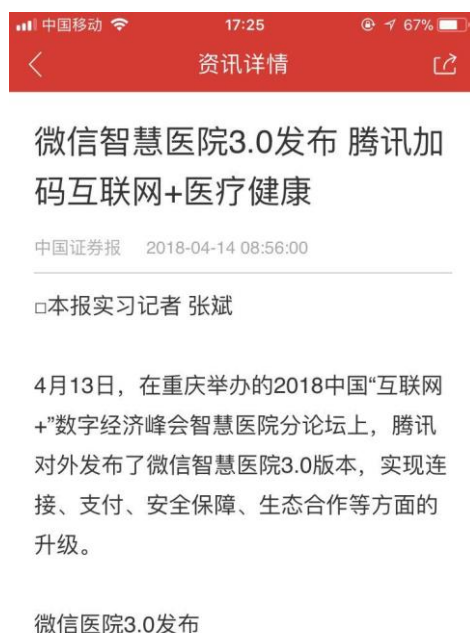 中国移动 17:25 67%
资讯详情
微信智慧医院3.0发布 腾讯加
码互联网+医疗健康
中国证券报 2018-04-14 08:56:00
□本报实习记者 张斌
4月13日，在重庆举办的2018中国“互联网
+”数字经济峰会智慧医院分论坛上，腾讯
对外发布了微信智慧医院3.0版本，实现连
接、支付、安全保障、生态合作等方面的
升级。
微信医院3.0发布